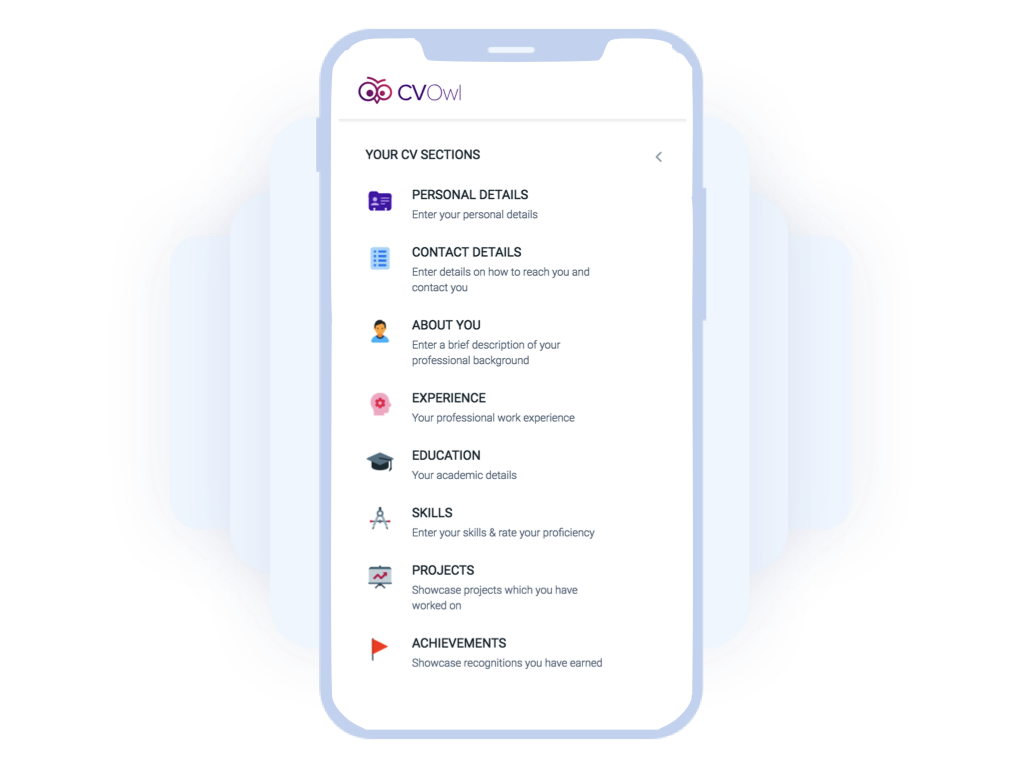 CVOwl
YOUR CV SECTIONS
PERSONAL DETAILS
Enter your personal details
CONTACT DETAILS
Enter details on how to reach you and
contact you
ABOUT YOU
Enter a brief description of your
professional background
EXPERIENCE
Your professional work experience
EDUCATION
Your academic details
SKILLS
Enter your skills & rate your proficiency
PROJECTS
Showcase projects which you have
worked on
ACHIEVEMENTS
Showcase recognitions you have earned